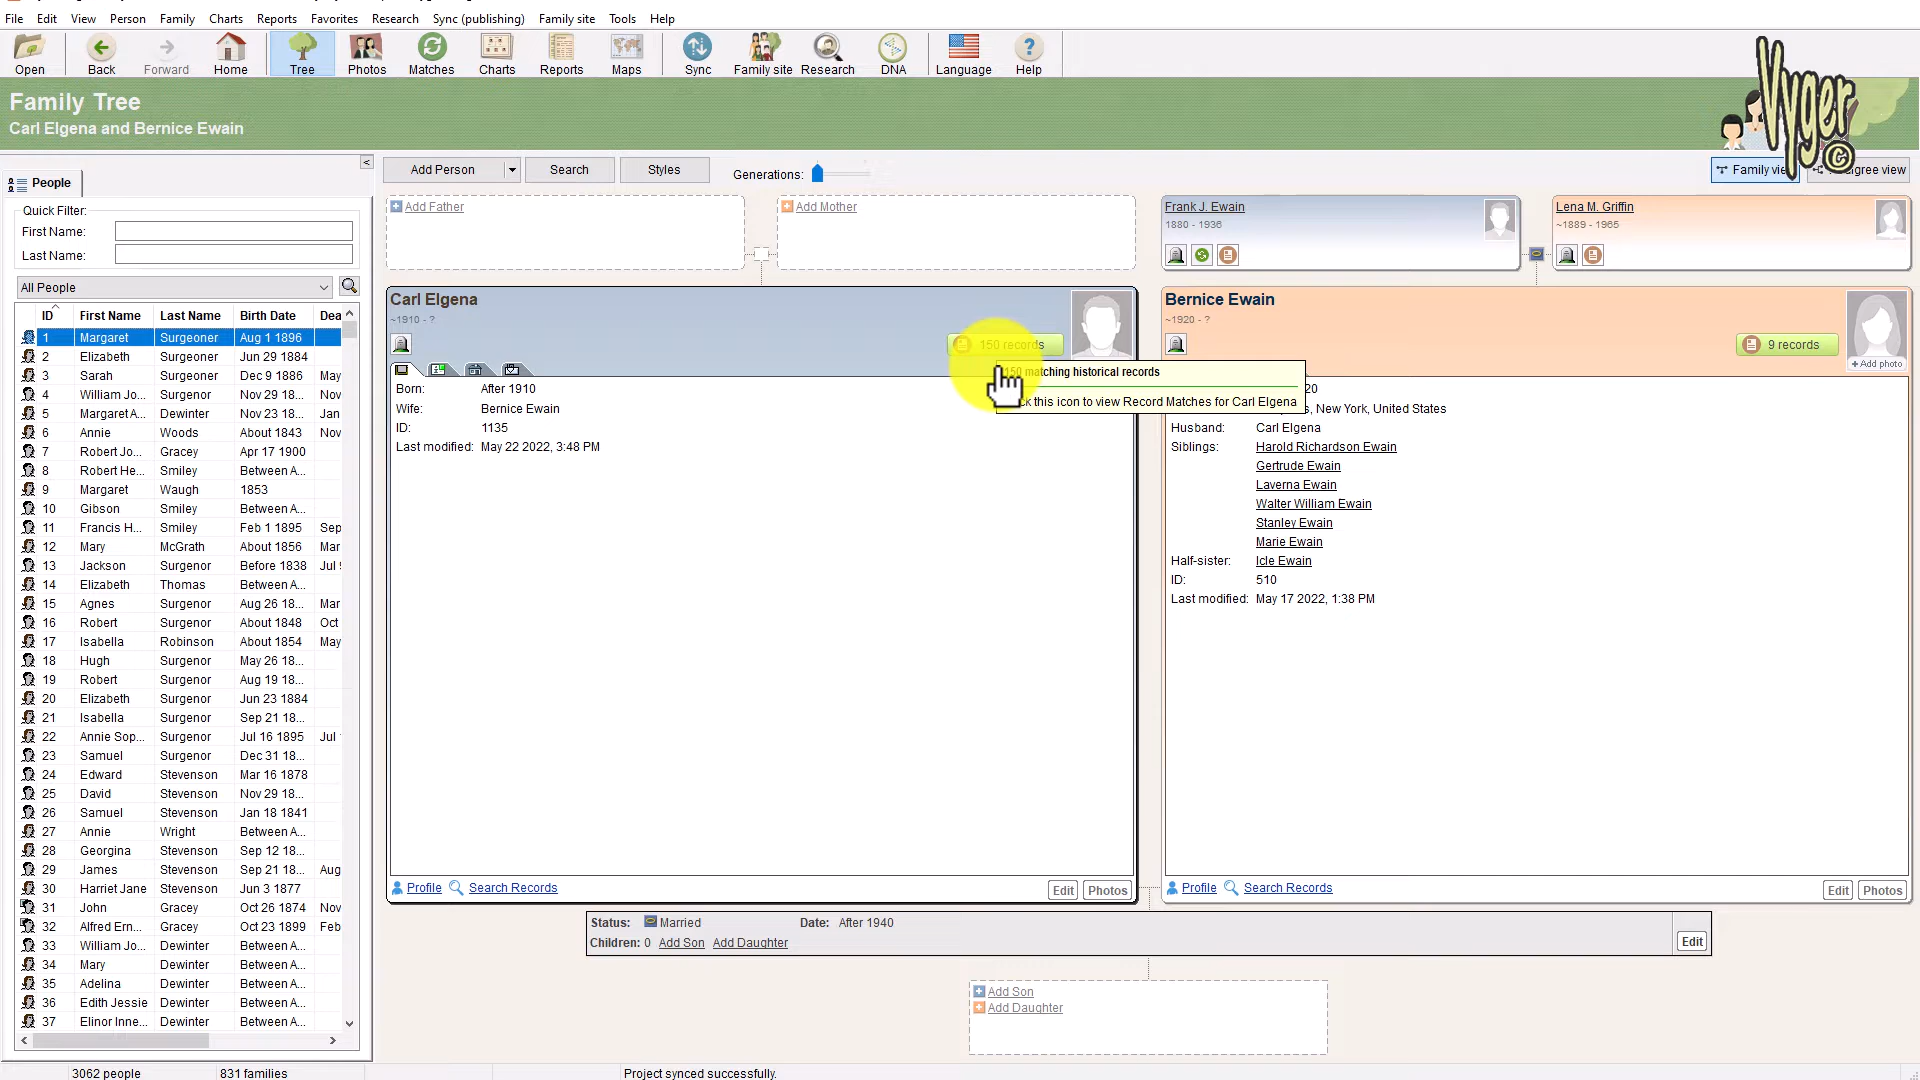 File Edit View Person Family Charts Reports Favorites Research Sync (publishing) Family site Tools Help
Open Back Forward Home Tree Photos Matches Charts Reports Maps Sync Family site Research DNA Language Help
Family Tree
Carl Elgena and Bernice Ewain
Vyger ©
<
People
Add Person Search Styles Generations: Family view
Quick Filter:
First Name:
Last Name:
All People
ID First Name Last Name Birth Date Dea
1 Margaret Surgeoner Aug 1 1896
2 Elizabeth Surgeoner Jun 29 1884
3 Sarah Surgeoner Dec 9 1886 May
4 William Jo... Surgeoner Nov 29 18... Nov
5 Margaret A... Dewinter Nov 23 18... Jan
6 Annie Woods About 1843 Nov
7 Robert Jo... Gracey Apr 17 1900
8 Robert He... Smiley Between A...
9 Margaret Waugh 1853
10 Gibson Smiley Between A...
11 Francis H... Smiley Feb 1 1895 Sep
12 Mary McGrath About 1856 Mar
13 Jackson Surgenor Before 1838 Jul
14 Elizabeth Thomas Between A...
15 Agnes Surgenor Aug 26 18... Mar
16 Robert Surgenor About 1848 Oct
17 Isabella Robinson About 1854 May
18 Hugh Surgenor May 26 18...
19 Robert Surgenor Aug 19 18...
20 Elizabeth Surgenor Jun 23 1884
21 Isabella Surgenor Sep 21 18...
22 Annie Sop... Surgenor Jul 16 1895 Jul
23 Samuel Surgenor Dec 31 18...
24 Edward Stevenson Mar 16 1878
25 David Stevenson Nov 29 18...
26 Samuel Stevenson Jan 18 1841
27 Annie Wright Between A...
28 Georgina Stevenson Sep 12 18...
29 James Stevenson Sep 21 18... Aug
30 Harriet Jane Stevenson Jun 3 1877
31 John Gracey Oct 26 1874 Nov
32 Alfred Ern... Gracey Oct 23 1899 Feb
33 William Jo... Dewinter Between A...
34 Mary Dewinter Between A...
35 Adelina Dewinter Between A...
36 Edith Jessie Dewinter Between A...
37 Elinor Inne... Dewinter Between A...
Add Father
Add Mother
Frank J. Ewain
1880 - 1936
Lena M. Griffin
~1889 - 1965
Carl Elgena
~1910 - ?
150 records
150 matching historical records
this icon to view Record Matches for Carl Elgena
Born: After 1910
Wife: Bernice Ewain
ID: 1135
Last modified: May 22 2022, 3:48 PM
Profile Search Records Edit Photos
Bernice Ewain
~1920 - ?
9 records
+ Add photo
20
, New York, United States
Husband: Carl Elgena
Siblings: Harold Richardson Ewain
Gertrude Ewain
Laverna Ewain
Walter William Ewain
Stanley Ewain
Marie Ewain
Half-sister: Icle Ewain
ID: 510
Last modified: May 17 2022, 1:38 PM
Profile Search Records Edit Photos
Status: Married Date: After 1940
Children: 0 Add Son Add Daughter
Edit
Add Son
Add Daughter
3062 people 831 families Project synced successfully.